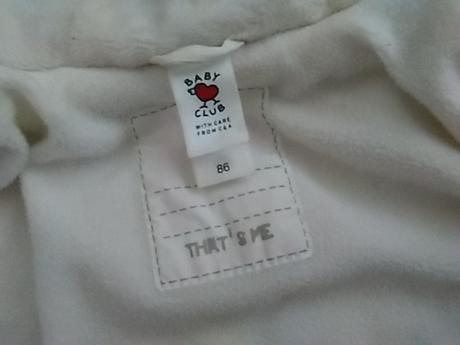 BABY
CLUB
WITH CARE
FROM C&A
86
THAT'S ME